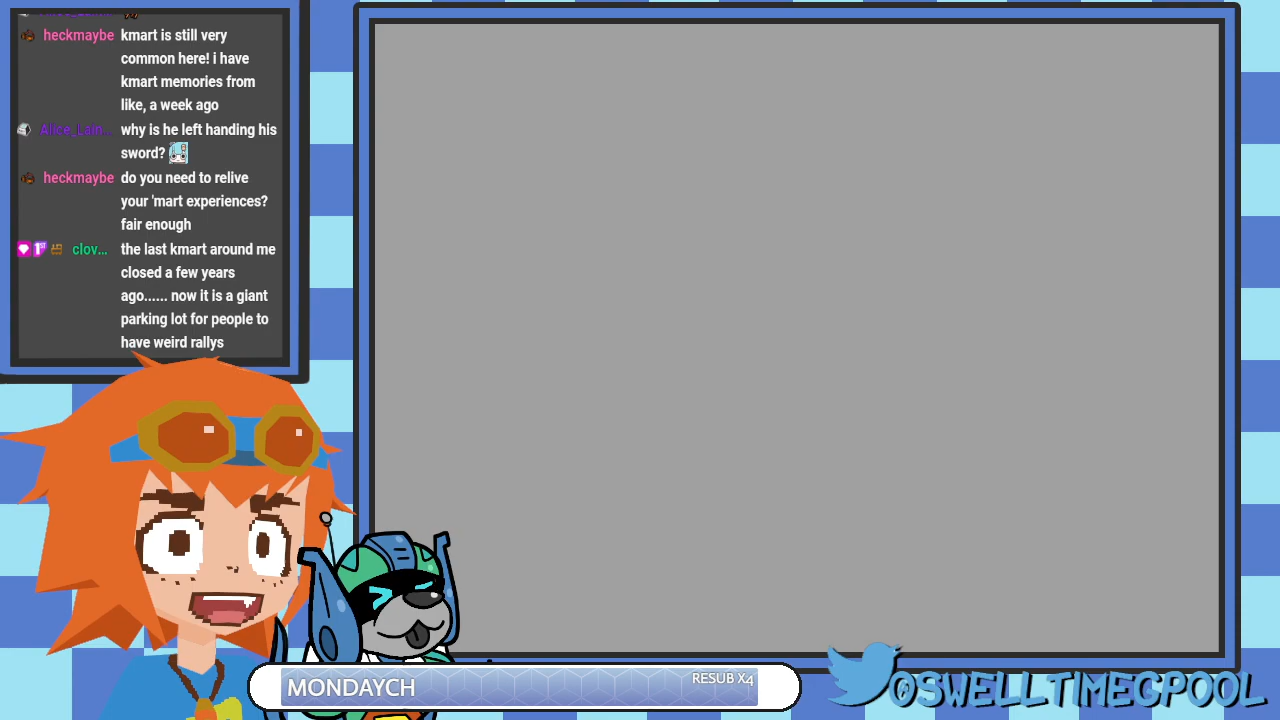 heckmaybe kmart is still very
common here! i have
kmart memories from
like, a week ago
Alice_Lain... why is he left handing his
sword?
heckmaybe do you need to relive
your 'mart experiences?
fair enough
clov... the last kmart around me
closed a few years
ago...... now it is a giant
parking lot for people to
have weird rallys
MONDAYCH
RESUB X4
@SWELLTIMEGPOOL